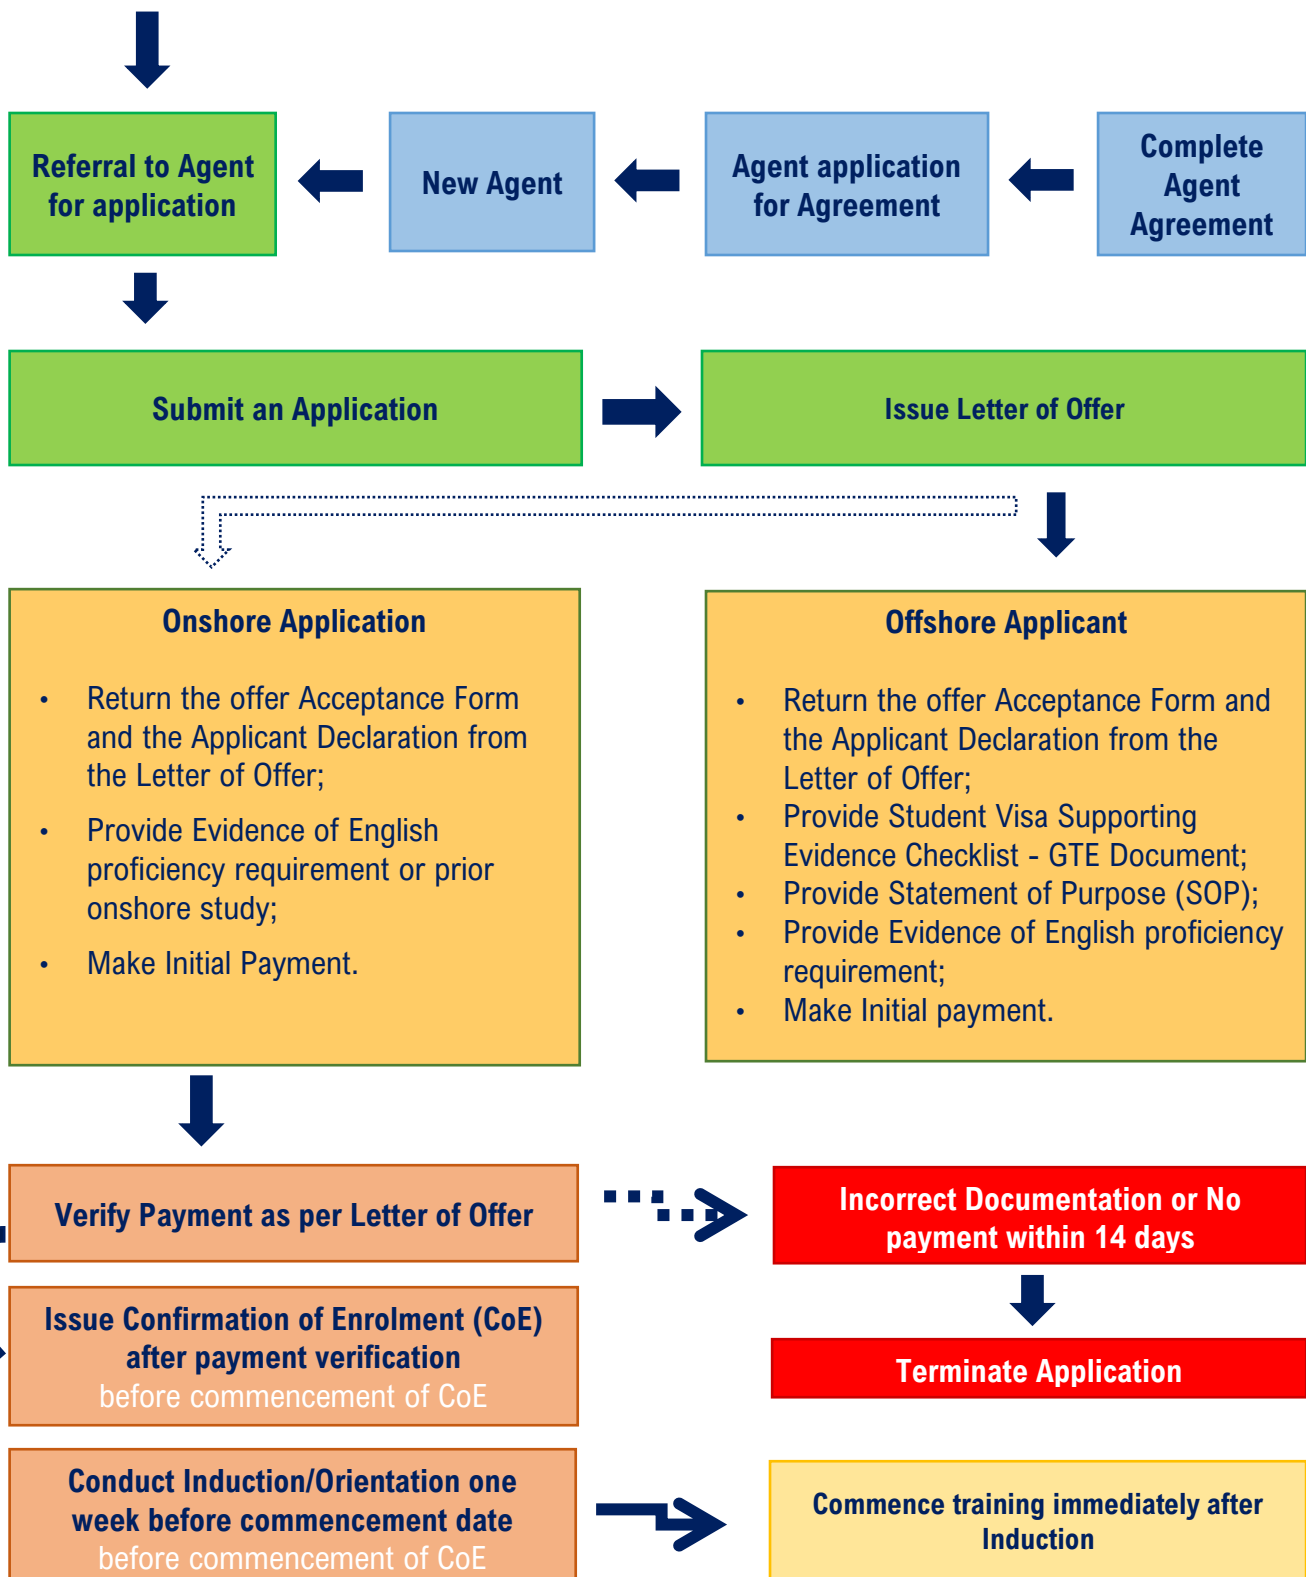 Referral to Agent
for application
New Agent
Agent application
for Agreement
Complete
Agent
Agreement
Submit an Application
Issue Letter of Offer
Onshore Application
• Return the offer Acceptance Form
and the Applicant Declaration from
the Letter of Offer;
• Provide Evidence of English
proficiency requirement or prior
onshore study;
• Make Initial Payment.
Offshore Applicant
• Return the offer Acceptance Form and
the Applicant Declaration from the
Letter of Offer;
• Provide Student Visa Supporting
Evidence Checklist - GTE Document;
• Provide Statement of Purpose (SOP);
• Provide Evidence of English proficiency
requirement;
• Make Initial payment.
Verify Payment as per Letter of Offer
Incorrect Documentation or No
payment within 14 days
Issue Confirmation of Enrolment (CoE)
after payment verification
before commencement of CoE
Terminate Application
Conduct Induction/Orientation one
week before commencement date
before commencement of CoE
Commence training immediately after
Induction